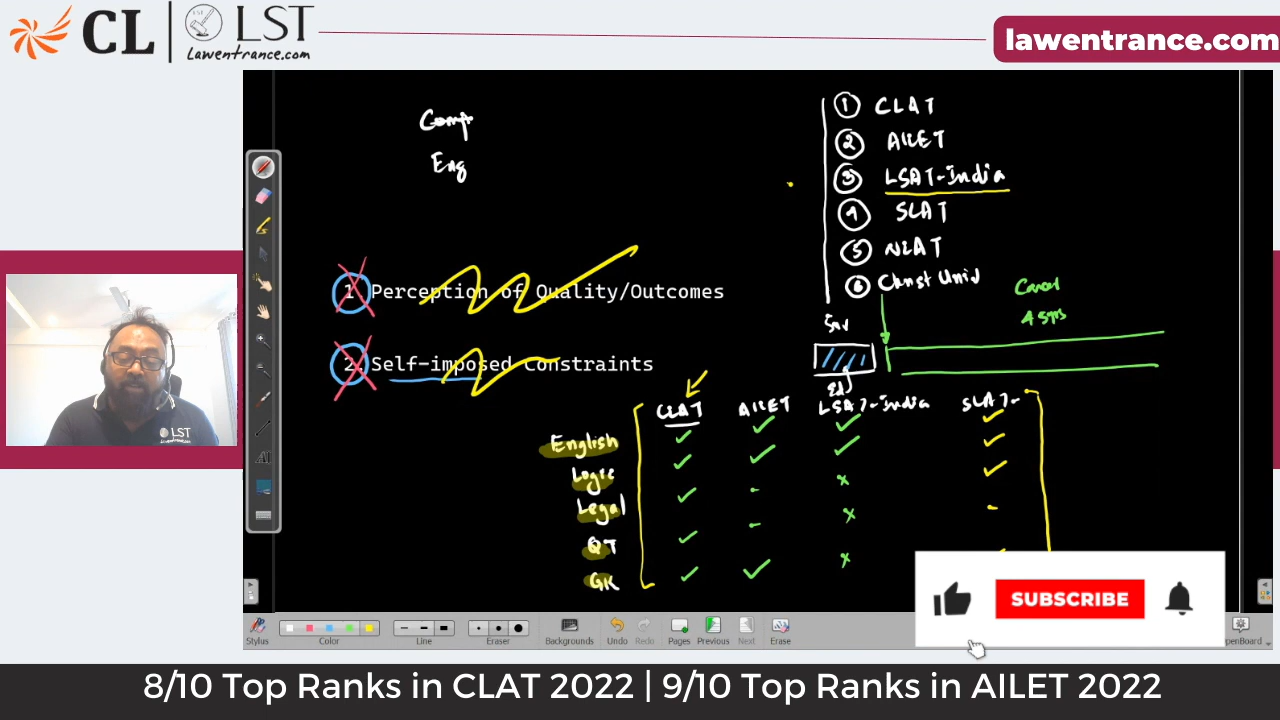 CL LST
Lawentrance.com
lawentrance.com
Comp
Eng
1 CLAT
2 AILET
3 LSAT-India
4 SLAT
5 NLAT
6
1. Perception of Quality/Outcomes
2. Self-imposed Constraints
CLAT AILET LSAT-India SLAT-
English
Logic
Legal
QT
GK
LST
SUBSCRIBE
Stylus Color Line Eraser Backgrounds Undo Redo Pages Previous Next Erase
8/10 Top Ranks in CLAT 2022 | 9/10 Top Ranks in AILET 2022